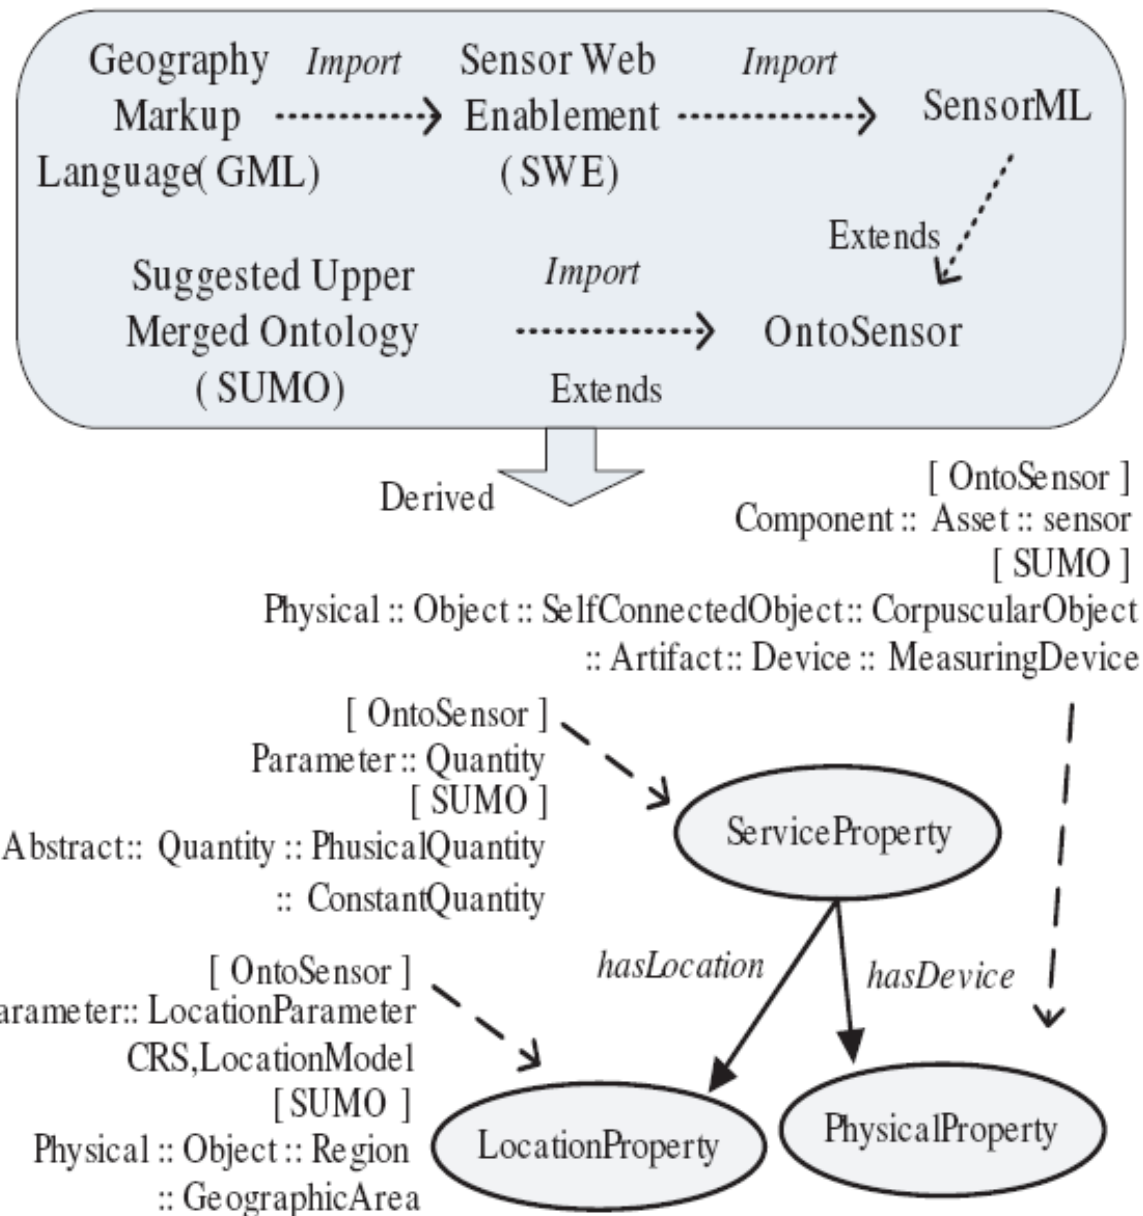 Geography
Markup
Language( GML)
Import
Sensor Web
Enablement
( SWE)
Import
SensorML
Extends
Suggested Upper
Merged Ontology
( SUMO)
Import
Extends
OntoSensor
Derived
[ OntoSensor ]
Component :: Asset :: sensor
[ SUMO ]
Physical :: Object :: SelfConnectedObject:: CorpuscularObject
:: Artifact:: Device :: MeasuringDevice
[ OntoSensor ]
Parameter:: Quantity
[ SUMO ]
Abstract:: Quantity :: PhusicalQuantity
:: ConstantQuantity
ServiceProperty
hasLocation
hasDevice
[ OntoSensor ]
arameter:: LocationParameter
CRS,LocationModel
[ SUMO ]
Physical :: Object :: Region
:: GeographicArea
LocationProperty
PhysicalProperty